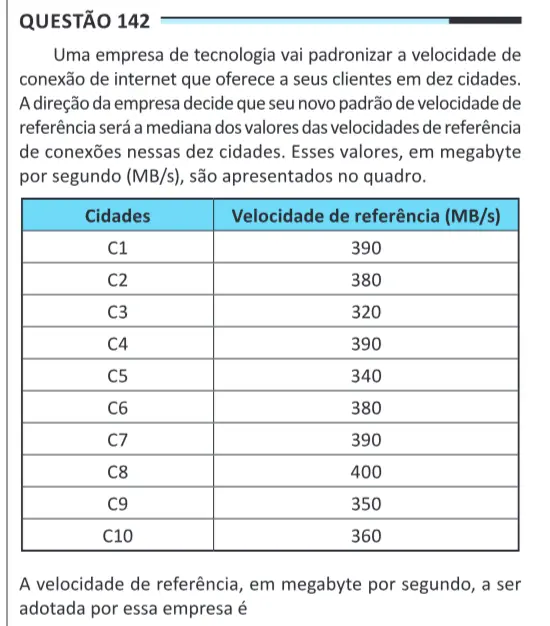 QUESTÃO 142
Uma empresa de tecnologia vai padronizar a velocidade de
conexão de internet que oferece a seus clientes em dez cidades.
A direção da empresa decide que seu novo padrão de velocidade de
referência será a mediana dos valores das velocidades de referência
de conexões nessas dez cidades. Esses valores, em megabyte
por segundo (MB/s), são apresentados no quadro.
Cidades Velocidade de referência (MB/s)
C1 390
C2 380
C3 320
C4 390
C5 340
C6 380
C7 390
C8 400
C9 350
C10 360
A velocidade de referência, em megabyte por segundo, a ser
adotada por essa empresa é